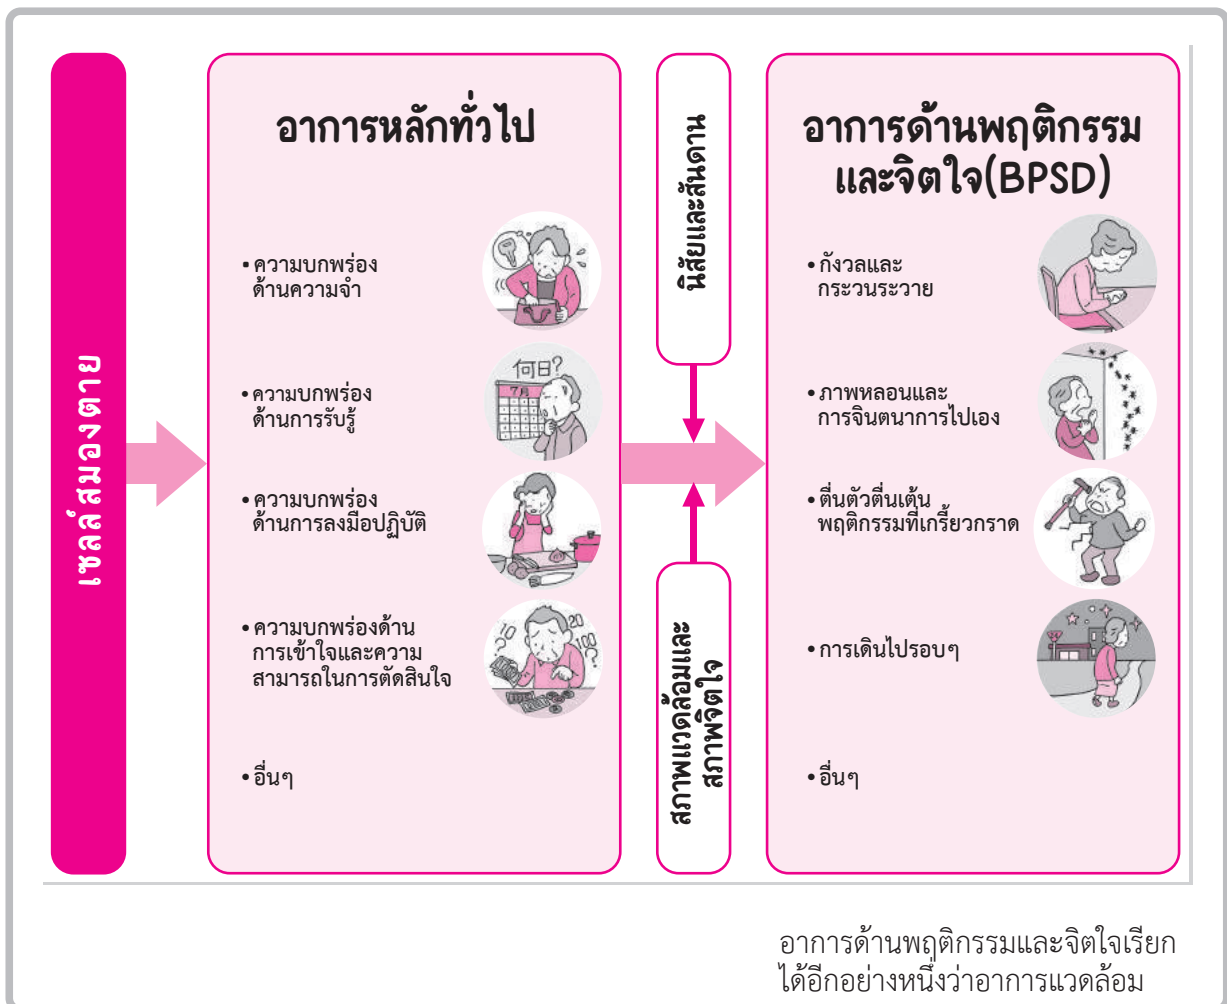 เซลล์สมองตาย
อาการหลักทั่วไป
• ความบกพร่อง
ด้านความจำ
• ความบกพร่อง
ด้านการรับรู้
何日?
7月
• ความบกพร่อง
ด้านการลงมือปฏิบัติ
• ความบกพร่องด้าน
การเข้าใจและความ
สามารถในการตัดสินใจ
10
20
100
• อื่นๆ
นิสัยและสันดาน
สภาพแวดล้อมและ
สภาพจิตใจ
อาการด้านพฤติกรรม
และจิตใจ(BPSD)
• กังวลและ
กระวนกระวาย
• ภาพหลอนและ
การจินตนาการไปเอง
• ตื่นตัวตื่นเต้น
พฤติกรรมที่เกรี้ยวกราด
• การเดินไปรอบๆ
• อื่นๆ
อาการด้านพฤติกรรมและจิตใจเรียก
ได้อีกอย่างหนึ่งว่าอาการแวดล้อม